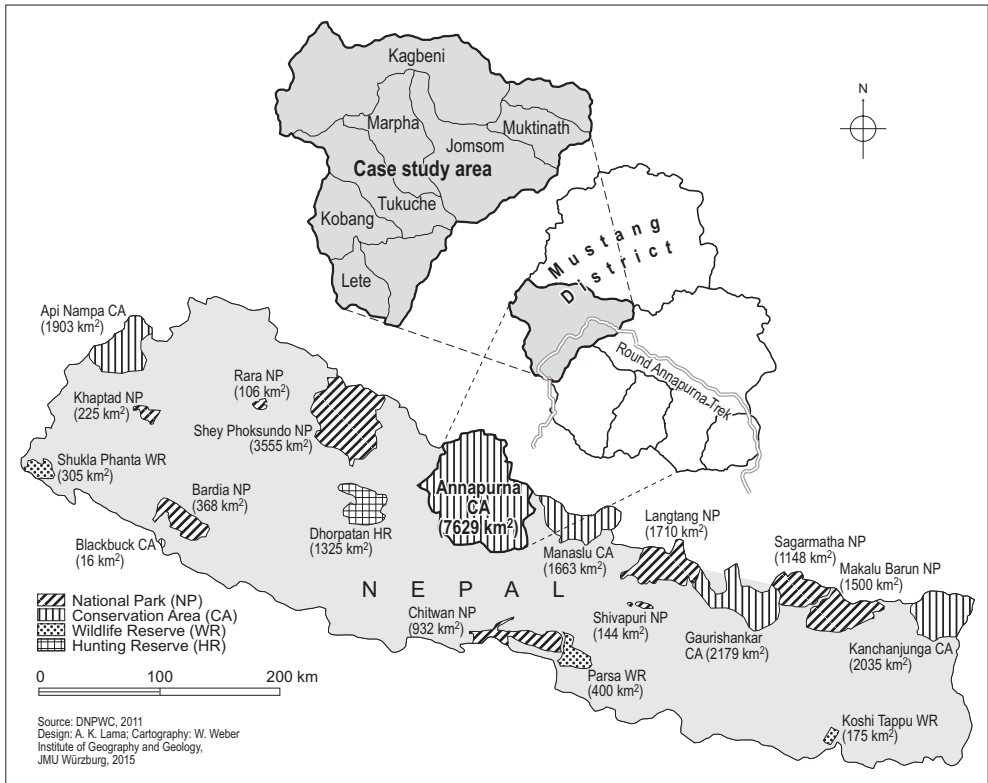 Kagbeni
Marpha
Muktinath
Jomsom
Case study area
Tukuche
Kobang
Lete
N
Mustang
District
Round Annapurna-Trek
Api Nampa CA
(1903 km²)
Khaptad NP
(225 km²)
Rara NP
(106 km²)
Shey Phoksundo NP
(3555 km²)
Shukla Phanta WR
(305 km²)
Bardia NP
(368 km²)
Blackbuck CA
(16 km²)
Dhorpatan HR
(1325 km²)
Annapurna
CA
(7629 km²)
Manaslu CA
(1663 km²)
Langtang NP
(1710 km²)
Sagarmatha NP
(1148 km²)
Makalu Barun NP
(1500 km²)
NEPAL
Chitwan NP
(932 km²)
Shivapuri NP
(144 km²)
Gaurishankar
CA (2179 km²)
Kanchanjunga CA
(2035 km²)
Parsa WR
(400 km²)
Koshi Tappu WR
(175 km²)
National Park (NP)
Conservation Area (CA)
Wildlife Reserve (WR)
Hunting Reserve (HR)
0 100 200 km
Source: DNPWC, 2011
Design: A. K. Lama; Cartography: W. Weber
Institute of Geography and Geology,
JMU Würzburg, 2015